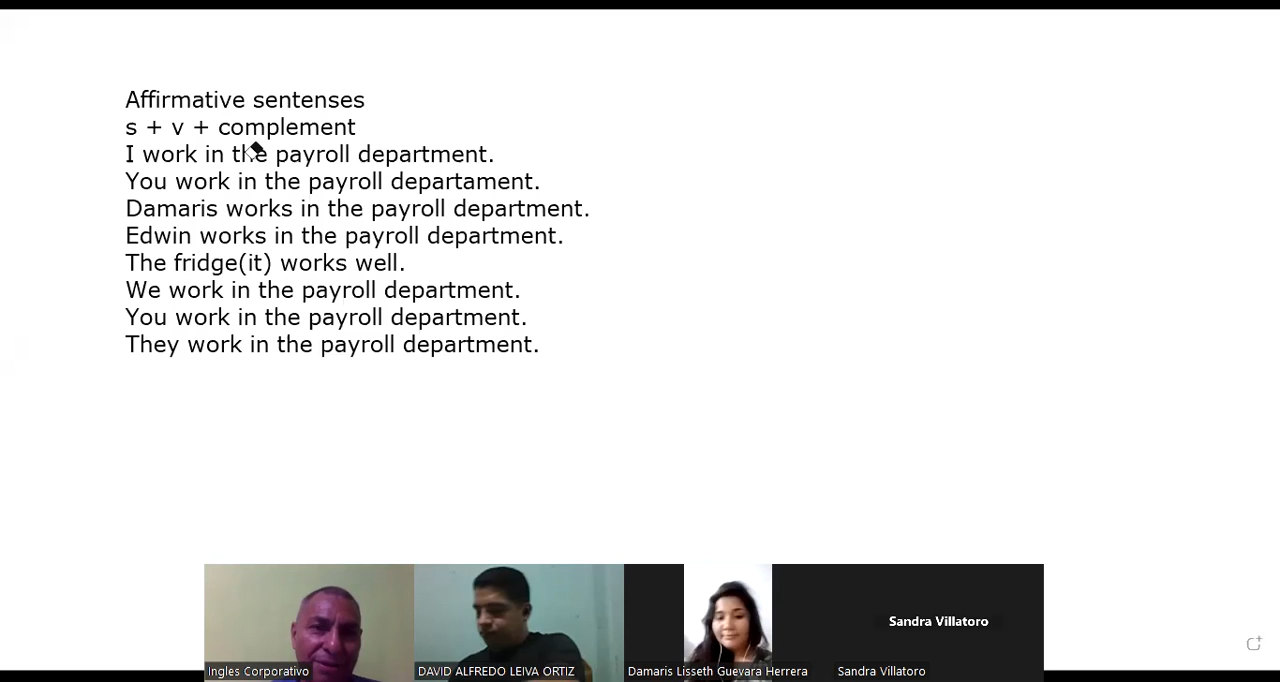 Affirmative sentenses
s + v + complement
I work in the payroll department.
You work in the payroll departament.
Damaris works in the payroll department.
Edwin works in the payroll department.
The fridge(it) works well.
We work in the payroll department.
You work in the payroll department.
They work in the payroll department.
Sandra Villatoro
Ingles Corporativo
DAVID ALFREDO LEIVA ORTIZ
Damaris Lisseth Guevara Herrera
Sandra Villatoro